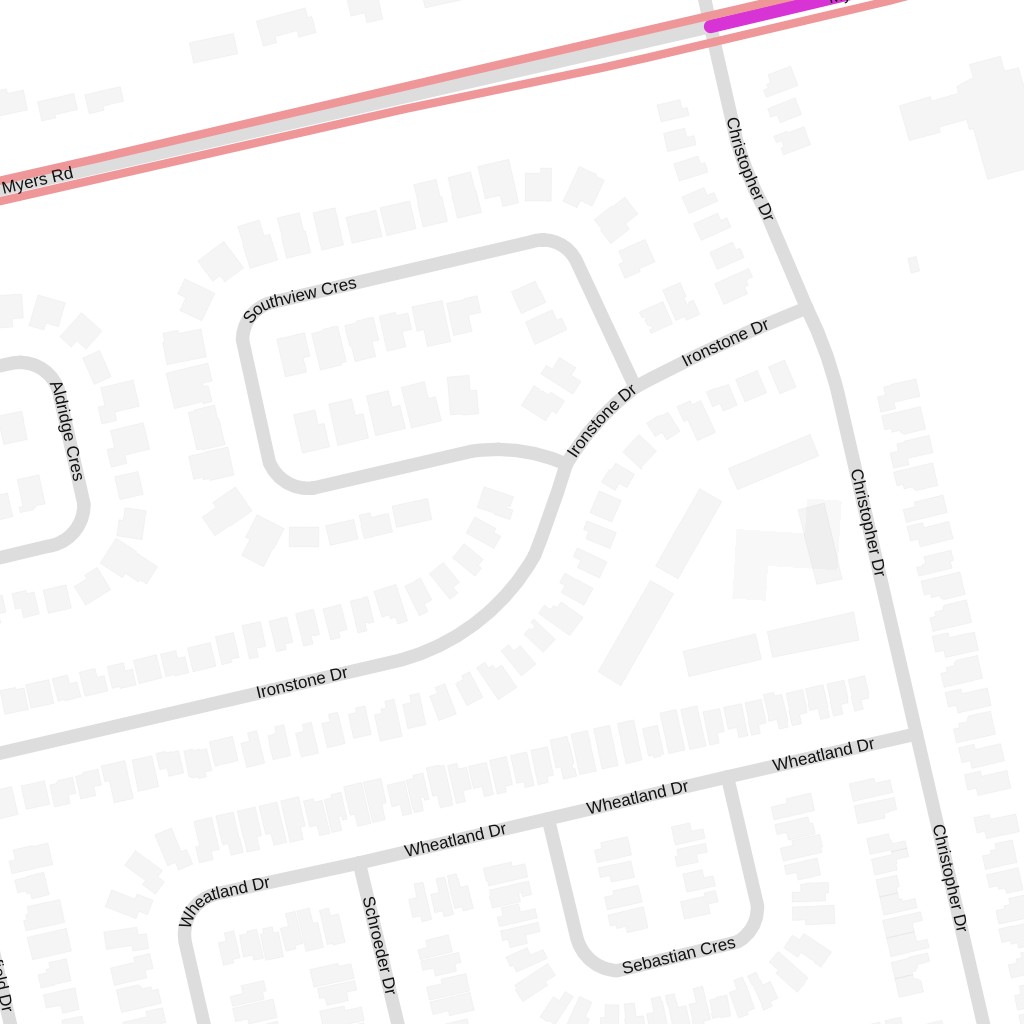 Myers Rd
Christopher Dr
Southview Cres
Ironstone Dr
Aldridge Cres
Ironstone Dr
Christopher Dr
Ironstone Dr
Wheatland Dr
Wheatland Dr
Wheatland Dr
Christopher Dr
Wheatland Dr
Schroeder Dr
Sebastian Cres
Dr